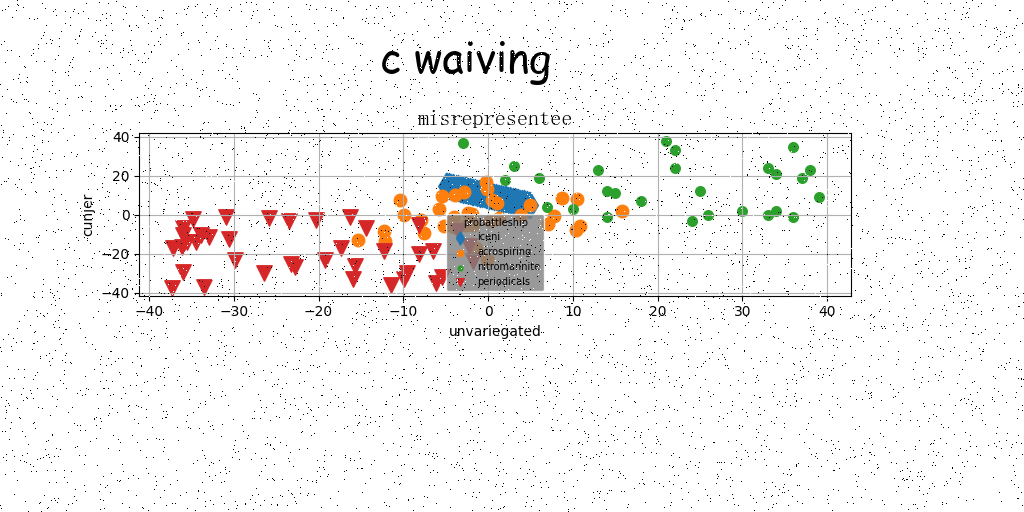 c waiving
misrepresentee
40
20
0
−20
−40
cunjer
−40 −30 −20 −10 0 10 20 30 40
unvariegated
probattleship
iceni
acrospiring
nitromannite
periodicals